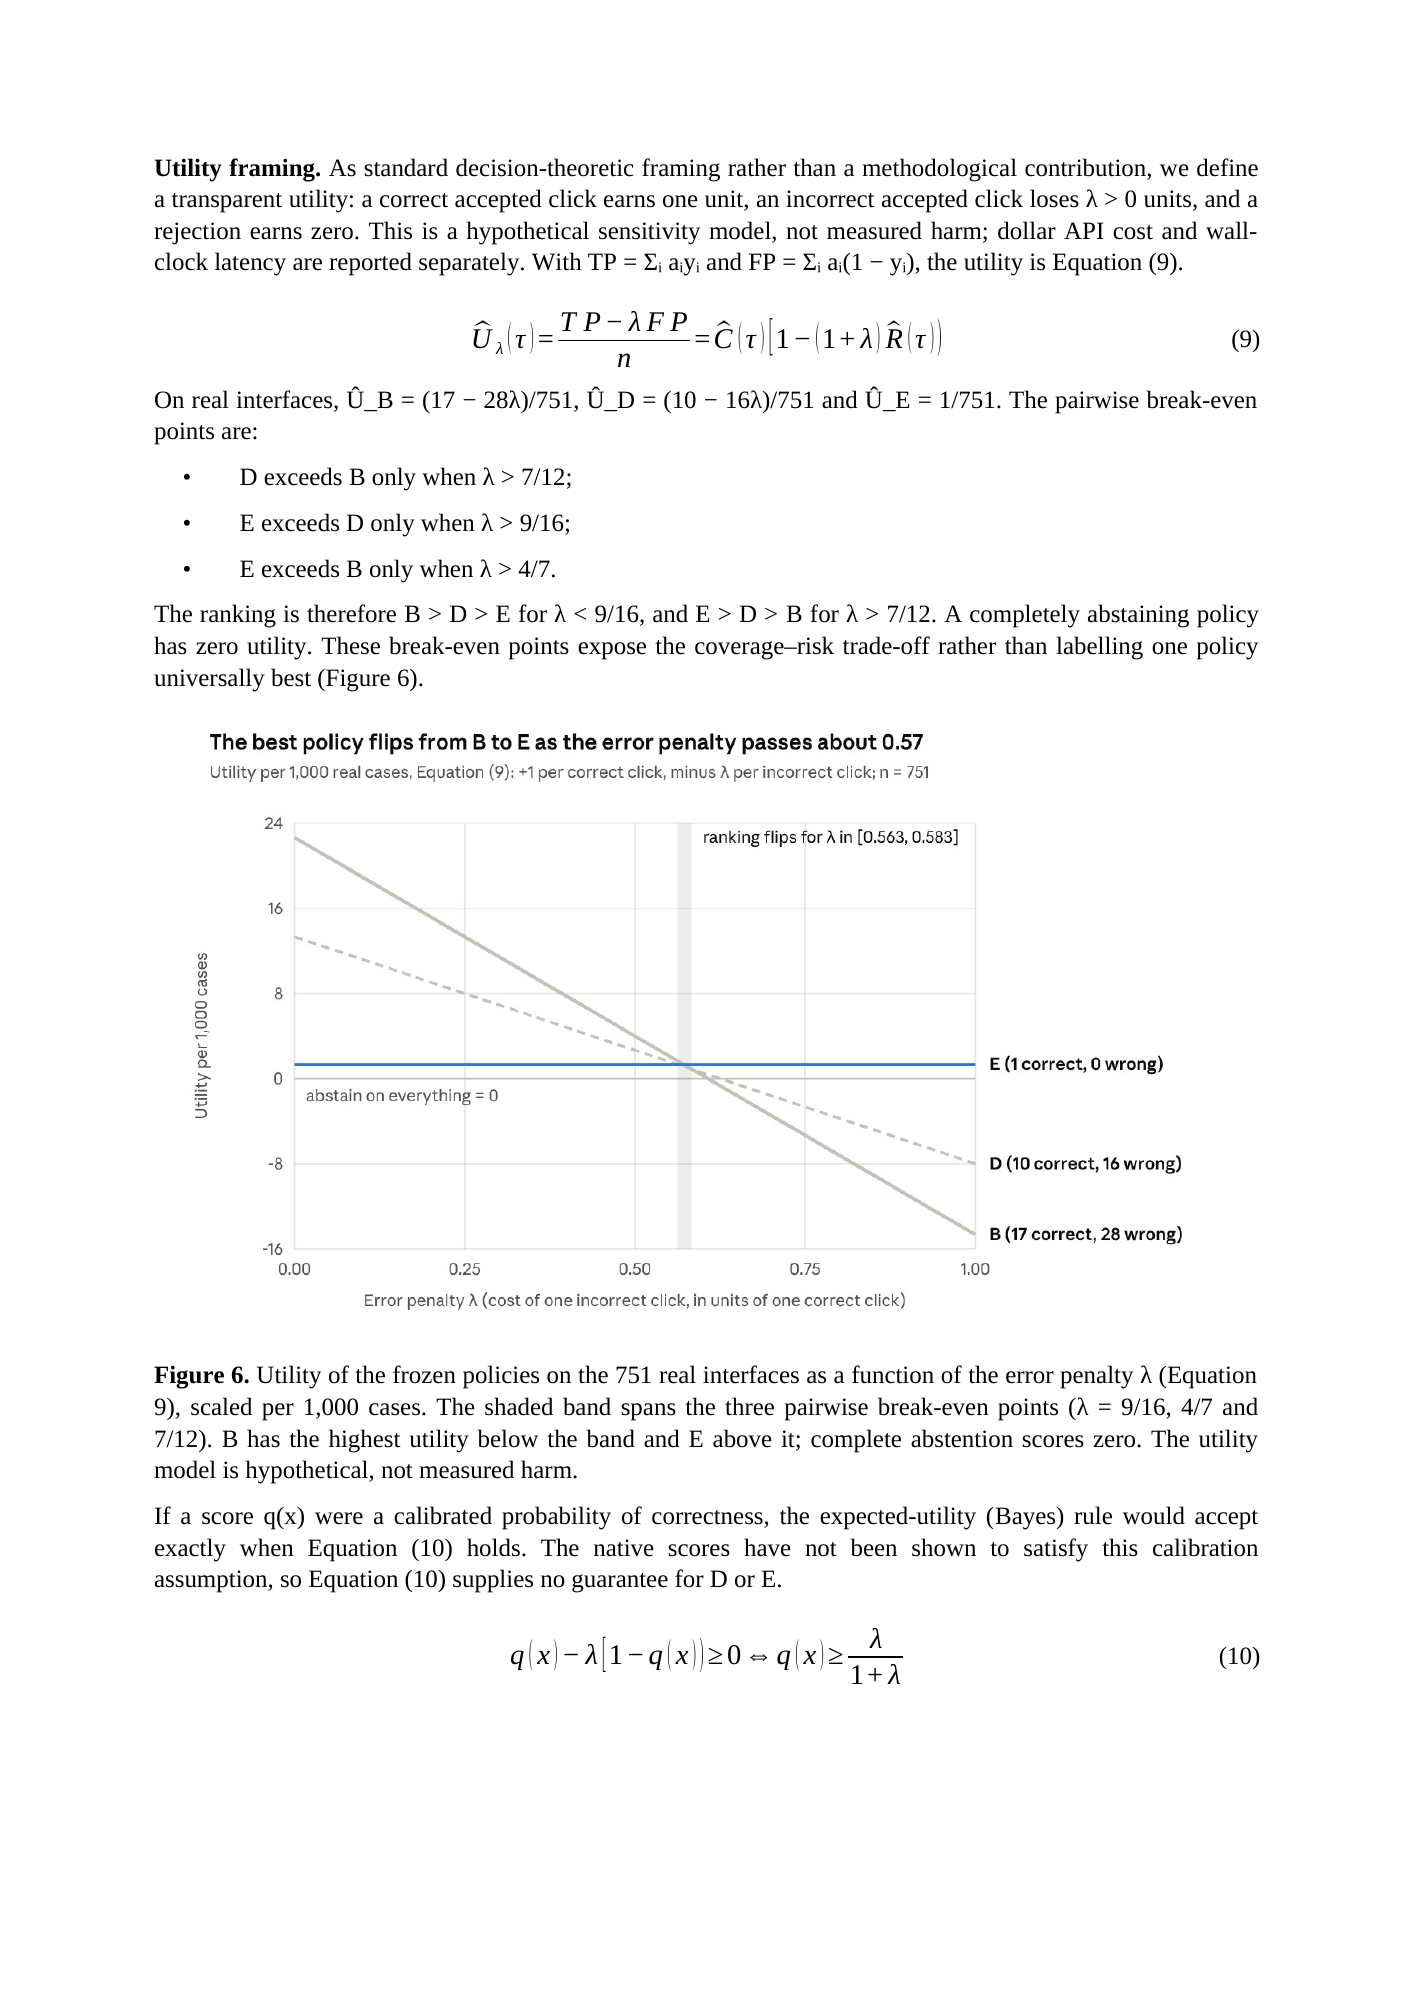 Utility framing. As standard decision-theoretic framing rather than a methodological contribution, we define
a transparent utility: a correct accepted click earns one unit, an incorrect accepted click loses λ > 0 units, and a
rejection earns zero. This is a hypothetical sensitivity model, not measured harm; dollar API cost and wall-
clock latency are reported separately. With TP = Σᵢ aᵢyᵢ and FP = Σᵢ aᵢ(1 − yᵢ), the utility is Equation (9).
Û_λ(τ) = (T P − λ F P)/n = Ĉ(τ)[1 − (1 + λ) R̂(τ)) (9)
On real interfaces, Û_B = (17 − 28λ)/751, Û_D = (10 − 16λ)/751 and Û_E = 1/751. The pairwise break-even
points are:
• D exceeds B only when λ > 7/12;
• E exceeds D only when λ > 9/16;
• E exceeds B only when λ > 4/7.
The ranking is therefore B > D > E for λ < 9/16, and E > D > B for λ > 7/12. A completely abstaining policy
has zero utility. These break-even points expose the coverage–risk trade-off rather than labelling one policy
universally best (Figure 6).
The best policy flips from B to E as the error penalty passes about 0.57
Utility per 1,000 real cases, Equation (9): +1 per correct click, minus λ per incorrect click; n = 751
24
ranking flips for λ in [0.563, 0.583]
16
8
Utility per 1,000 cases
E (1 correct, 0 wrong)
0
abstain on everything = 0
-8
D (10 correct, 16 wrong)
B (17 correct, 28 wrong)
-16
0.00 0.25 0.50 0.75 1.00
Error penalty λ (cost of one incorrect click, in units of one correct click)
Figure 6. Utility of the frozen policies on the 751 real interfaces as a function of the error penalty λ (Equation
9), scaled per 1,000 cases. The shaded band spans the three pairwise break-even points (λ = 9/16, 4/7 and
7/12). B has the highest utility below the band and E above it; complete abstention scores zero. The utility
model is hypothetical, not measured harm.
If a score q(x) were a calibrated probability of correctness, the expected-utility (Bayes) rule would accept
exactly when Equation (10) holds. The native scores have not been shown to satisfy this calibration
assumption, so Equation (10) supplies no guarantee for D or E.
q(x) − λ[1 − q(x)) ≥ 0 ⇔ q(x) ≥ λ/(1 + λ) (10)